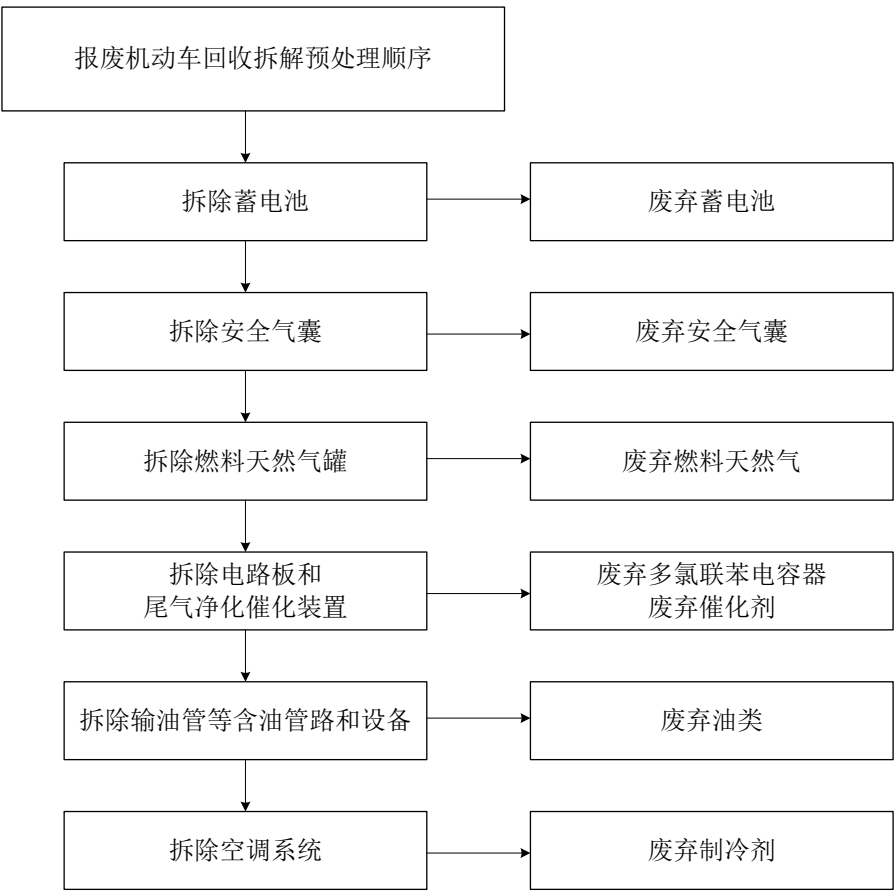 报废机动车回收拆解预处理顺序
拆除蓄电池
废弃蓄电池
拆除安全气囊
废弃安全气囊
拆除燃料天然气罐
废弃燃料天然气
拆除电路板和
尾气净化催化装置
废弃多氯联苯电容器
废弃催化剂
拆除输油管等含油管路和设备
废弃油类
拆除空调系统
废弃制冷剂